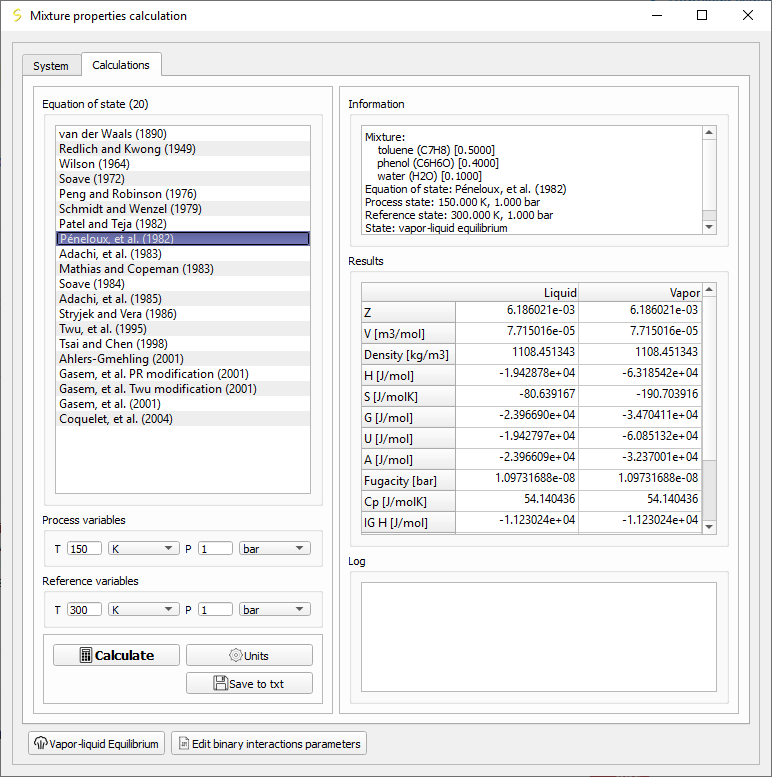 Mixture properties calculation
System
Calculations
Equation of state (20)
van der Waals (1890)
Redlich and Kwong (1949)
Wilson (1964)
Soave (1972)
Peng and Robinson (1976)
Schmidt and Wenzel (1979)
Patel and Teja (1982)
Péneloux, et al. (1982)
Adachi, et al. (1983)
Mathias and Copeman (1983)
Soave (1984)
Adachi, et al. (1985)
Stryjek and Vera (1986)
Twu, et al. (1995)
Tsai and Chen (1998)
Ahlers-Gmehling (2001)
Gasem, et al. PR modification (2001)
Gasem, et al. Twu modification (2001)
Gasem, et al. (2001)
Coquelet, et al. (2004)
Process variables
T 150 K P 1 bar
Reference variables
T 300 K P 1 bar
Calculate
Units
Save to txt
Information
Mixture:
toluene (C7H8) [0.5000]
phenol (C6H6O) [0.4000]
water (H2O) [0.1000]
Equation of state: Péneloux, et al. (1982)
Process state: 150.000 K, 1.000 bar
Reference state: 300.000 K, 1.000 bar
State: vapor-liquid equilibrium
Results
Liquid Vapor
Z 6.186021e-03 6.186021e-03
V [m3/mol] 7.715016e-05 7.715016e-05
Density [kg/m3] 1108.451343 1108.451343
H [J/mol] -1.942878e+04 -6.318542e+04
S [J/molK] -80.639167 -190.703916
G [J/mol] -2.396690e+04 -3.470411e+04
U [J/mol] -1.942797e+04 -6.085132e+04
A [J/mol] -2.396609e+04 -3.237001e+04
Fugacity [bar] 1.09731688e-08 1.09731688e-08
Cp [J/molK] 54.140436 54.140436
IG H [J/mol] -1.123024e+04 -1.123024e+04
Log
Vapor-liquid Equilibrium
Edit binary interactions parameters